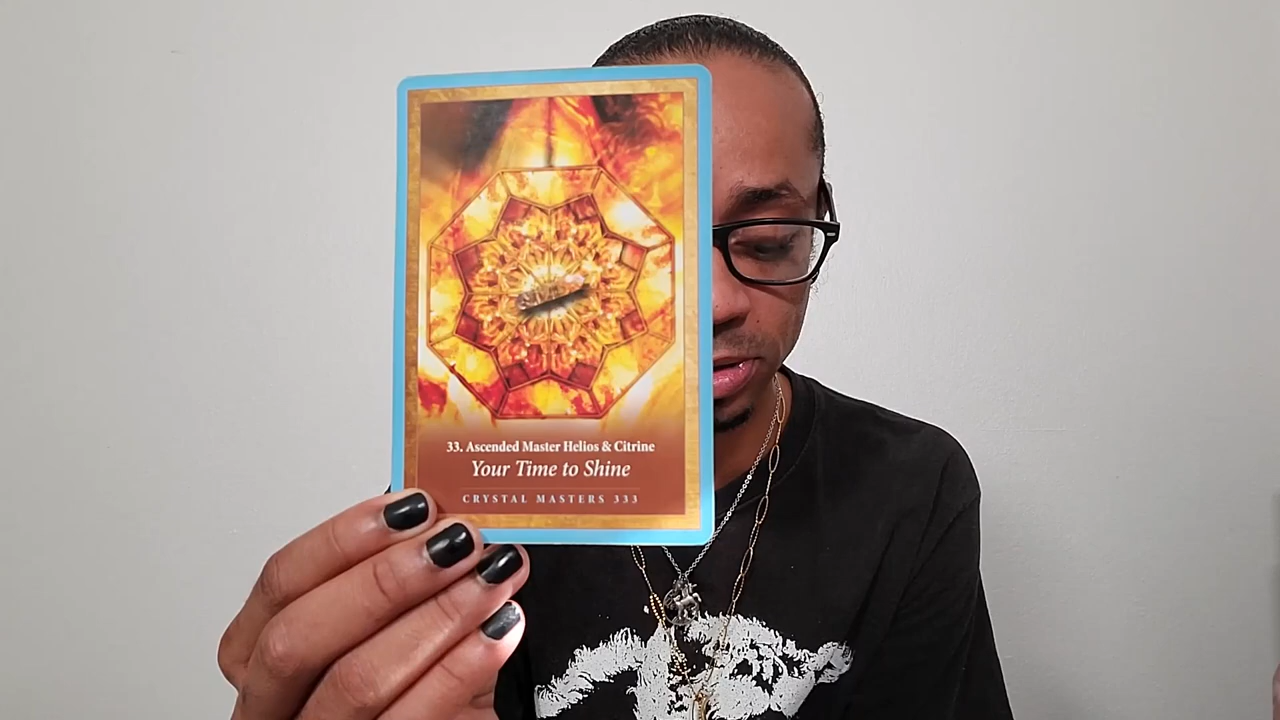 33. Ascended Master Helios & Citrine
Your Time to Shine
CRYSTAL MASTERS 333